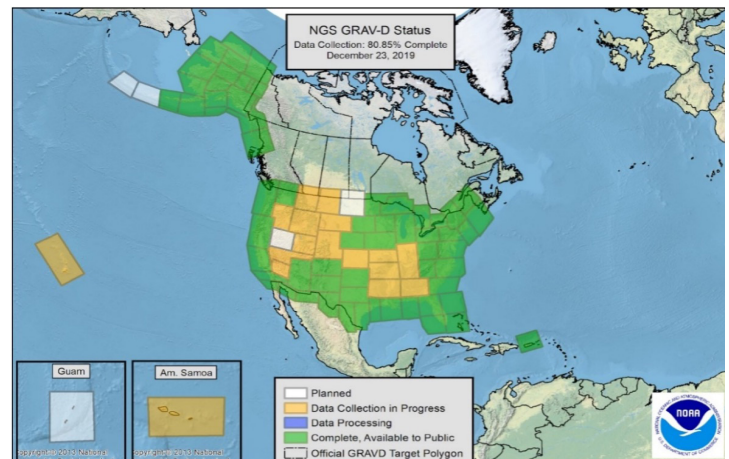 NGS GRAV-D Status
Data Collection: 80.85% Complete
December 23, 2019
Guam
Am. Samoa
Planned
Data Collection in Progress
Data Processing
Complete, Available to Public
Official GRAVD Target Polygon
NOAA